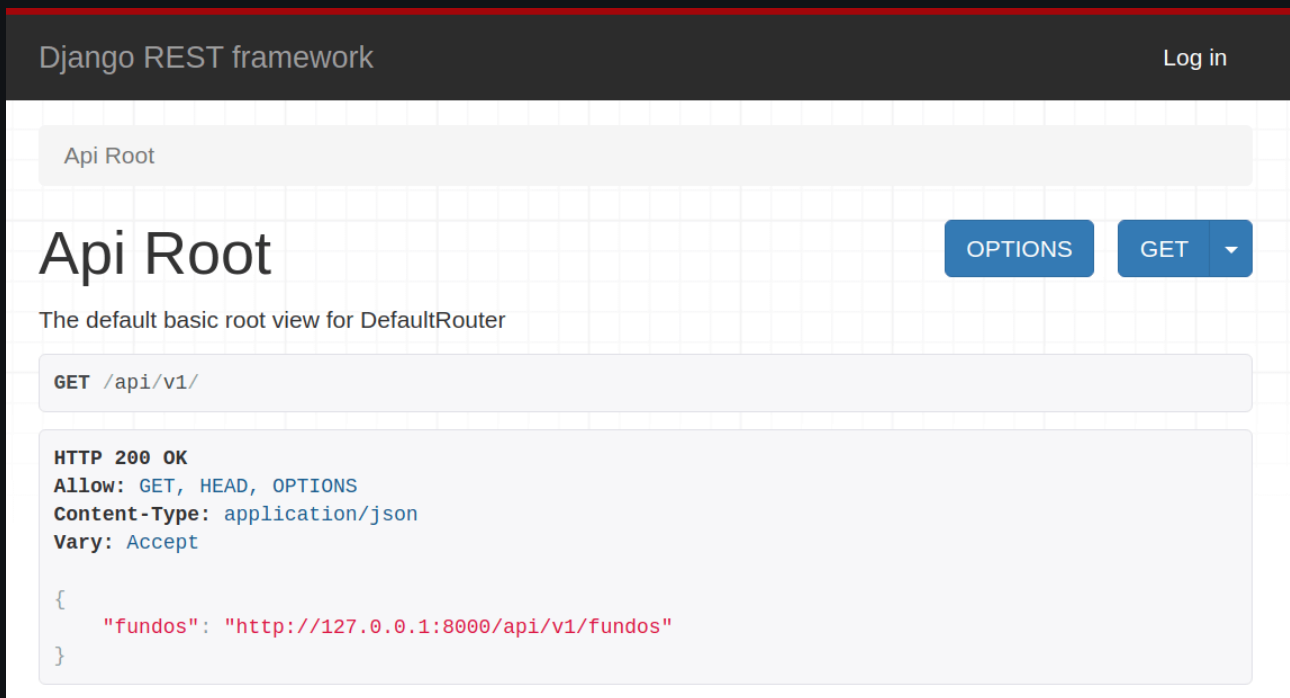 Django REST framework
Log in
Api Root
Api Root
OPTIONS
GET
The default basic root view for DefaultRouter
GET /api/v1/
HTTP 200 OK
Allow: GET, HEAD, OPTIONS
Content-Type: application/json
Vary: Accept
{
    "fundos": "http://127.0.0.1:8000/api/v1/fundos"
}